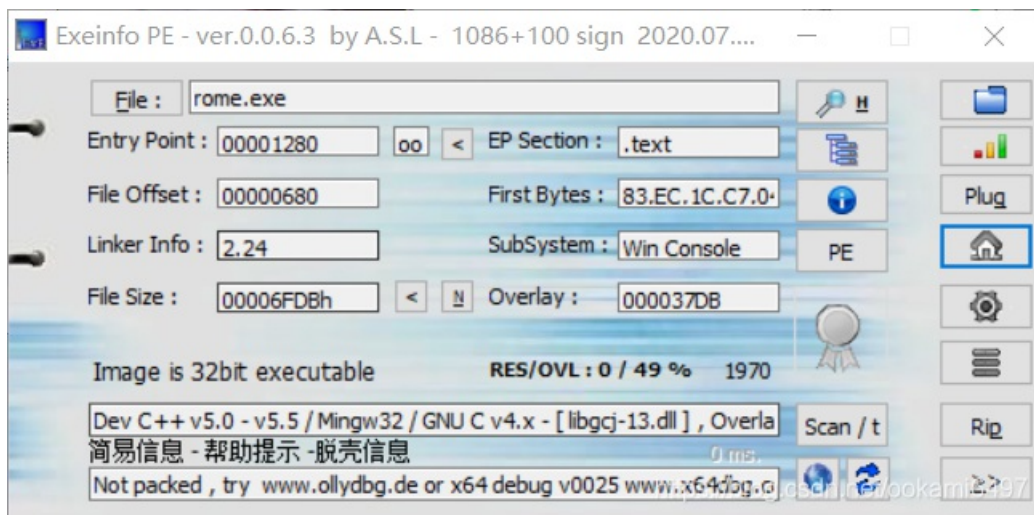 Exeinfo PE - ver.0.0.6.3 by A.S.L - 1086+100 sign 2020.07....
File : rome.exe H
Entry Point : 00001280 oo < EP Section : .text
File Offset : 00000680 First Bytes : 83.EC.1C.C7.0
Linker Info : 2.24 SubSystem : Win Console PE
File Size : 00006FDBh < N Overlay : 000037DB
Image is 32bit executable RES/OVL : 0 / 49 % 1970
Dev C++ v5.0 - v5.5 / Mingw32 / GNU C v4.x - [ libgcj-13.dll ] , Overla Scan / t
简易信息 - 帮助提示 -脱壳信息 0 ms.
Not packed , try www.ollydbg.de or x64 debug v0025 www.x64dbg.c
Plug
Rip
>>